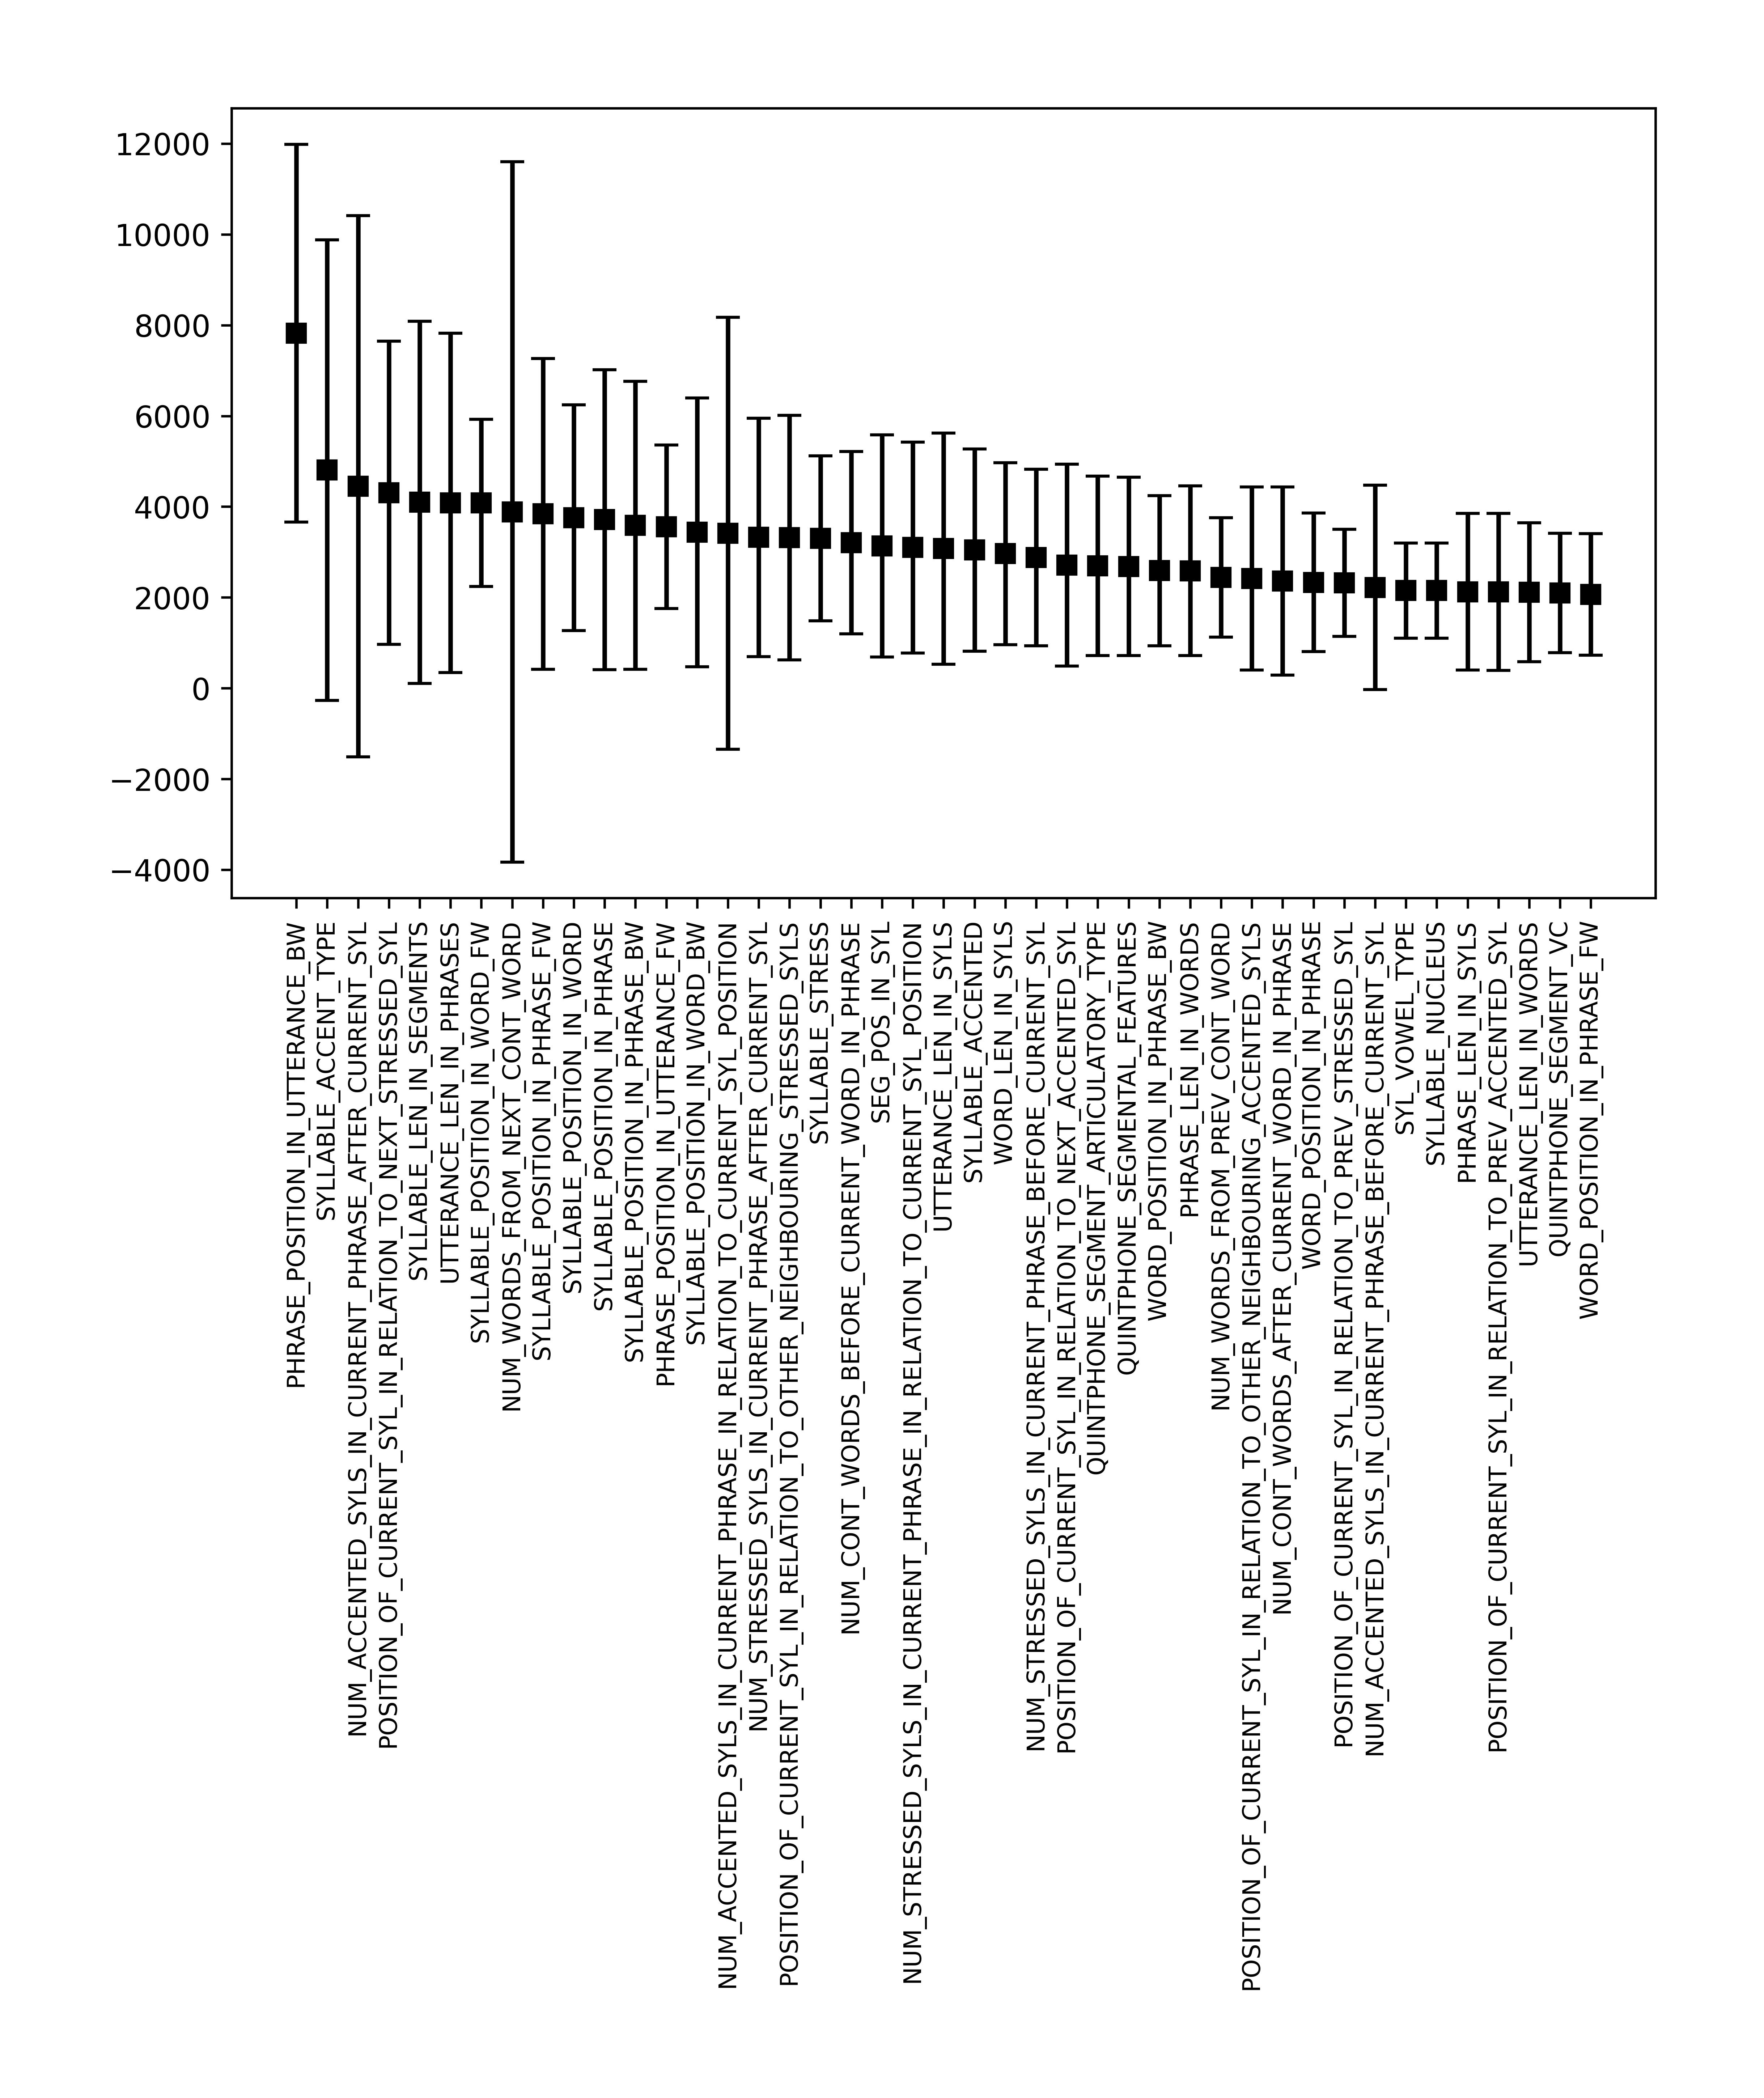 12000
10000
8000
6000
4000
2000
0
−2000
−4000
PHRASE_POSITION_IN_UTTERANCE_BW
SYLLABLE_ACCENT_TYPE
NUM_ACCENTED_SYLS_IN_CURRENT_PHRASE_AFTER_CURRENT_SYL
POSITION_OF_CURRENT_SYL_IN_RELATION_TO_NEXT_STRESSED_SYL
SYLLABLE_LEN_IN_SEGMENTS
UTTERANCE_LEN_IN_PHRASES
SYLLABLE_POSITION_IN_WORD_FW
NUM_WORDS_FROM_NEXT_CONT_WORD
SYLLABLE_POSITION_IN_PHRASE_FW
SYLLABLE_POSITION_IN_WORD
SYLLABLE_POSITION_IN_PHRASE
SYLLABLE_POSITION_IN_PHRASE_BW
PHRASE_POSITION_IN_UTTERANCE_FW
SYLLABLE_POSITION_IN_WORD_BW
NUM_ACCENTED_SYLS_IN_CURRENT_PHRASE_IN_RELATION_TO_CURRENT_SYL_POSITION
NUM_STRESSED_SYLS_IN_CURRENT_PHRASE_AFTER_CURRENT_SYL
POSITION_OF_CURRENT_SYL_IN_RELATION_TO_OTHER_NEIGHBOURING_STRESSED_SYLS
SYLLABLE_STRESS
NUM_CONT_WORDS_BEFORE_CURRENT_WORD_IN_PHRASE
SEG_POS_IN_SYL
NUM_STRESSED_SYLS_IN_CURRENT_PHRASE_IN_RELATION_TO_CURRENT_SYL_POSITION
UTTERANCE_LEN_IN_SYLS
SYLLABLE_ACCENTED
WORD_LEN_IN_SYLS
NUM_STRESSED_SYLS_IN_CURRENT_PHRASE_BEFORE_CURRENT_SYL
POSITION_OF_CURRENT_SYL_IN_RELATION_TO_NEXT_ACCENTED_SYL
QUINTPHONE_SEGMENT_ARTICULATORY_TYPE
QUINTPHONE_SEGMENTAL_FEATURES
WORD_POSITION_IN_PHRASE_BW
PHRASE_LEN_IN_WORDS
NUM_WORDS_FROM_PREV_CONT_WORD
POSITION_OF_CURRENT_SYL_IN_RELATION_TO_OTHER_NEIGHBOURING_ACCENTED_SYLS
NUM_CONT_WORDS_AFTER_CURRENT_WORD_IN_PHRASE
WORD_POSITION_IN_PHRASE
POSITION_OF_CURRENT_SYL_IN_RELATION_TO_PREV_STRESSED_SYL
NUM_ACCENTED_SYLS_IN_CURRENT_PHRASE_BEFORE_CURRENT_SYL
SYL_VOWEL_TYPE
SYLLABLE_NUCLEUS
PHRASE_LEN_IN_SYLS
POSITION_OF_CURRENT_SYL_IN_RELATION_TO_PREV_ACCENTED_SYL
UTTERANCE_LEN_IN_WORDS
QUINTPHONE_SEGMENT_VC
WORD_POSITION_IN_PHRASE_FW